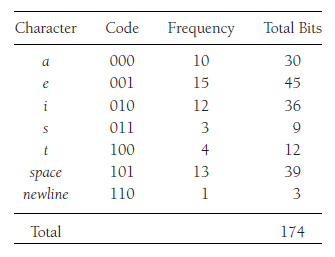 Character Code Frequency Total Bits
a 000 10 30
e 001 15 45
i 010 12 36
s 011 3 9
t 100 4 12
space 101 13 39
newline 110 1 3
Total 174